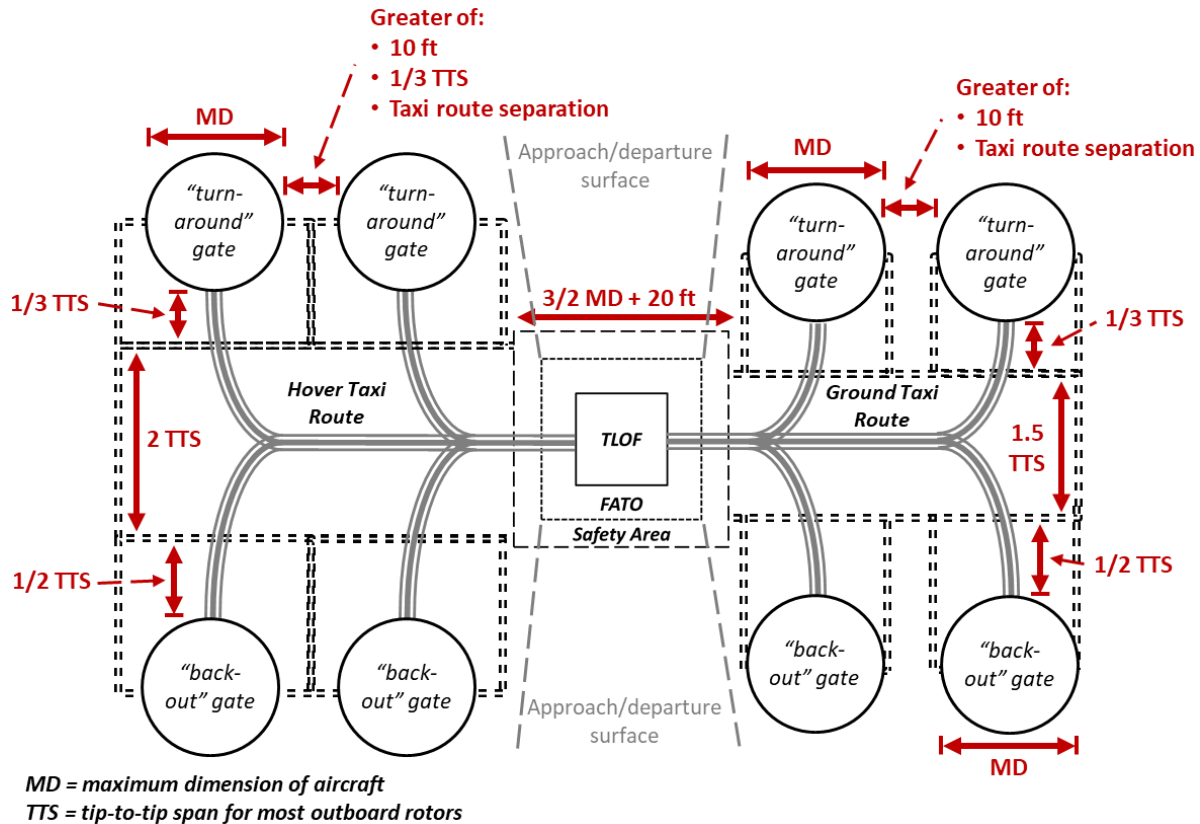 Greater of:
• 10 ft
• 1/3 TTS
• Taxi route separation
MD
Greater of:
• 10 ft
• Taxi route separation
MD
Approach/departure
surface
“turn-
around”
gate
“turn-
around”
gate
“turn-
around”
gate
“turn-
around”
gate
1/3 TTS
3/2 MD + 20 ft
1/3 TTS
Hover Taxi
Route
Ground Taxi
Route
2 TTS
TLOF
1.5
TTS
FATO
Safety Area
1/2 TTS
1/2 TTS
“back-
out” gate
“back-
out” gate
“back-
out” gate
“back-
out” gate
Approach/departure
surface
MD
MD = maximum dimension of aircraft
TTS = tip-to-tip span for most outboard rotors